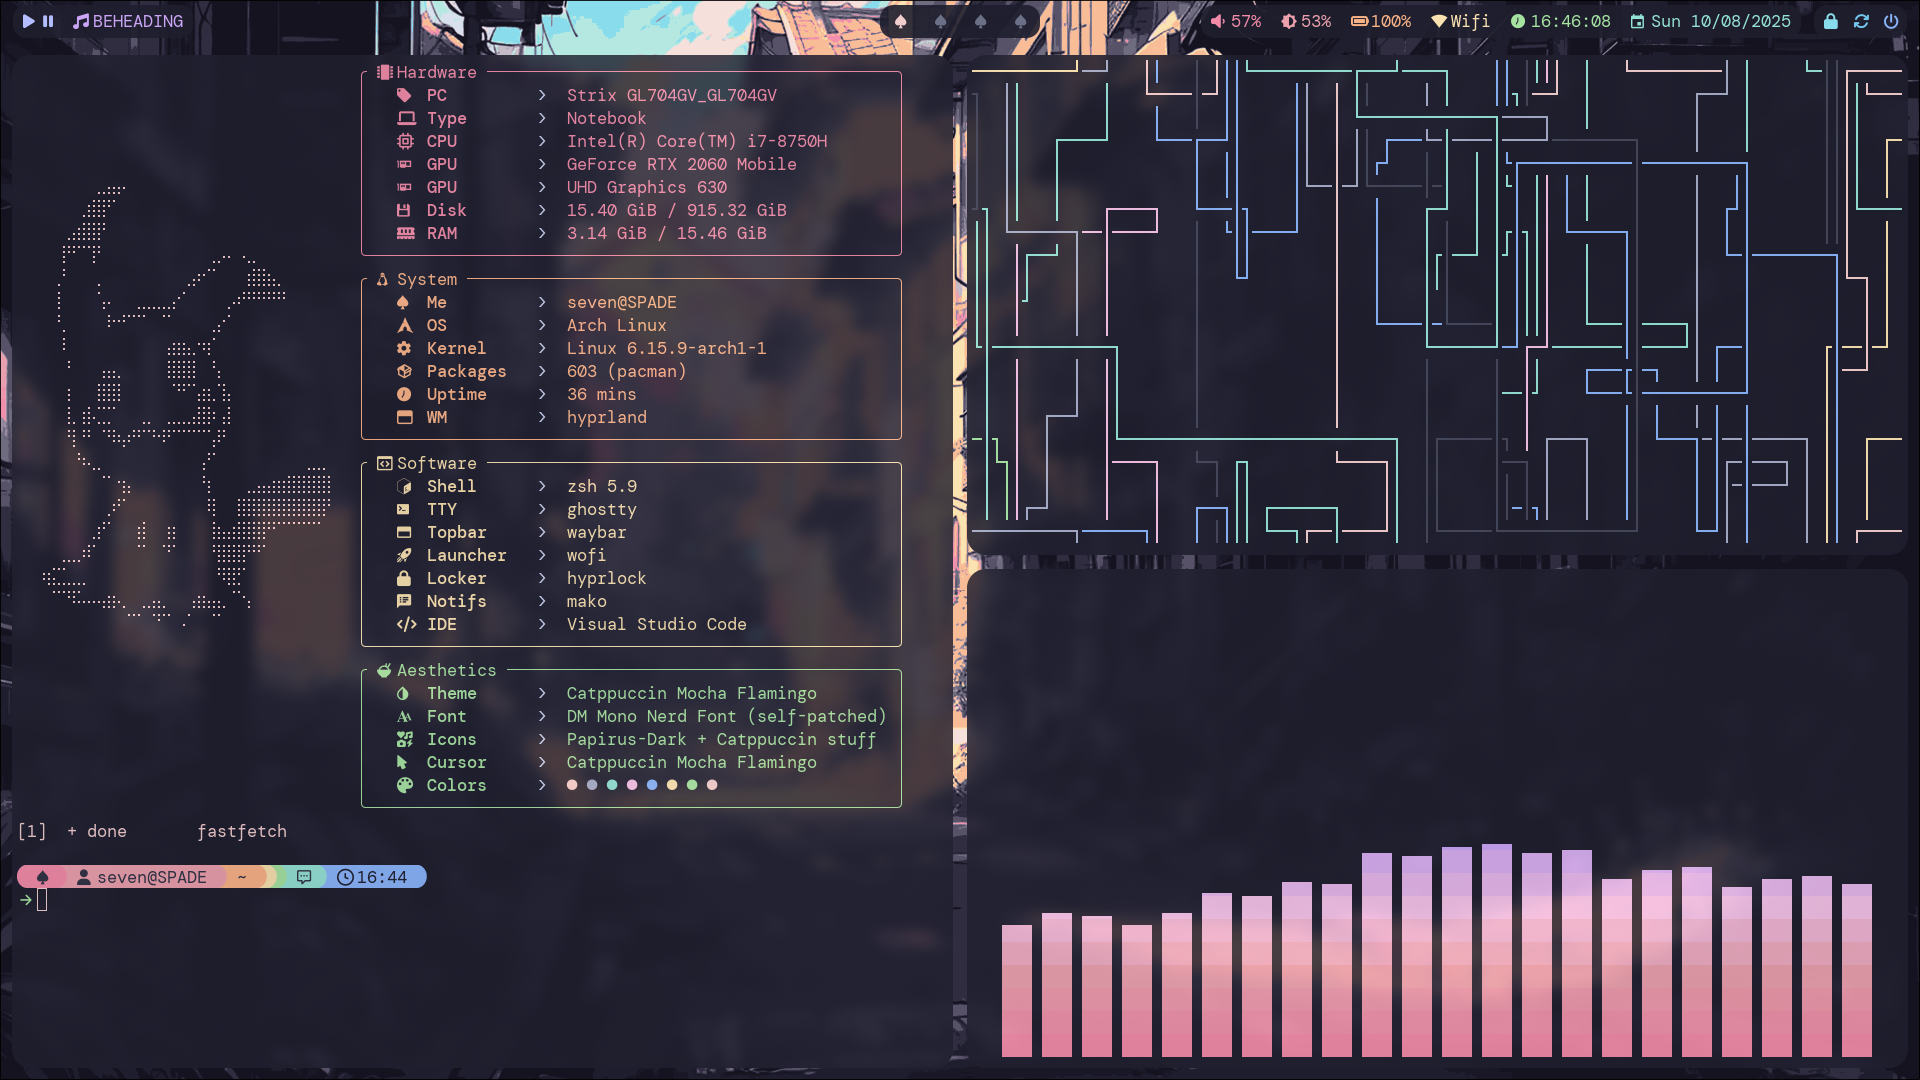 BEHEADING
57% 53% 100% Wifi 16:46:08 Sun 10/08/2025
Hardware
PC > Strix GL704GV_GL704GV
Type > Notebook
CPU > Intel(R) Core(TM) i7-8750H
GPU > GeForce RTX 2060 Mobile
GPU > UHD Graphics 630
Disk > 15.40 GiB / 915.32 GiB
RAM > 3.14 GiB / 15.46 GiB
System
Me > seven@SPADE
OS > Arch Linux
Kernel > Linux 6.15.9-arch1-1
Packages > 603 (pacman)
Uptime > 36 mins
WM > hyprland
Software
Shell > zsh 5.9
TTY > ghostty
Topbar > waybar
Launcher > wofi
Locker > hyprlock
Notifs > mako
IDE > Visual Studio Code
Aesthetics
Theme > Catppuccin Mocha Flamingo
Font > DM Mono Nerd Font (self-patched)
Icons > Papirus-Dark + Catppuccin stuff
Cursor > Catppuccin Mocha Flamingo
Colors >
[1] + done fastfetch
seven@SPADE ~ 16:44
→